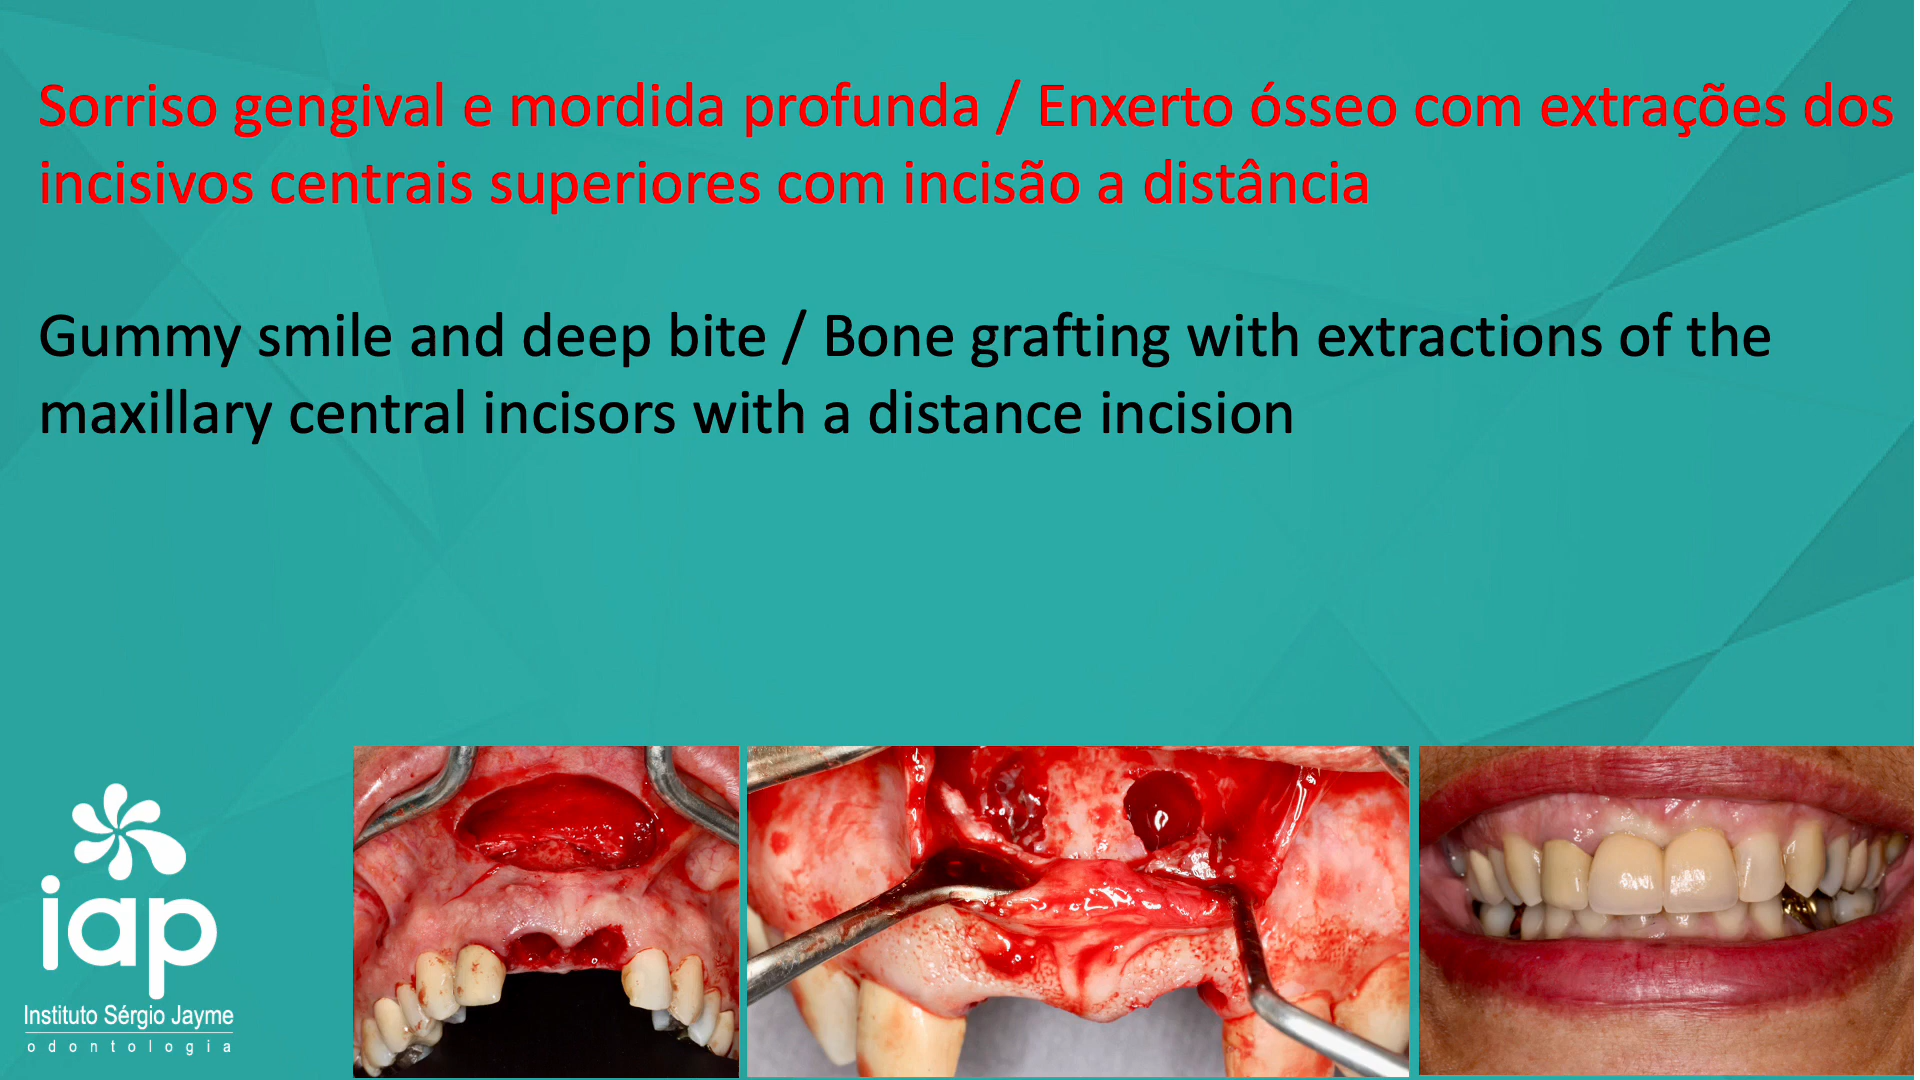 Sorriso gengival e mordida profunda / Enxerto ósseo com extrações dos
incisivos centrais superiores com incisão a distância
Gummy smile and deep bite / Bone grafting with extractions of the
maxillary central incisors with a distance incision
iap
Instituto Sérgio Jayme
odontologia